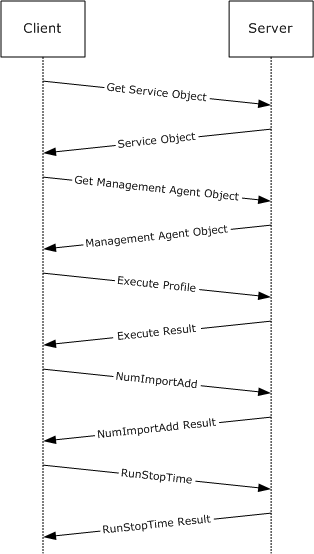 Client
Server
Get Service Object
Service Object
Get Management Agent Object
Management Agent Object
Execute Profile
Execute Result
NumImportAdd
NumImportAdd Result
RunStopTime
RunStopTime Result